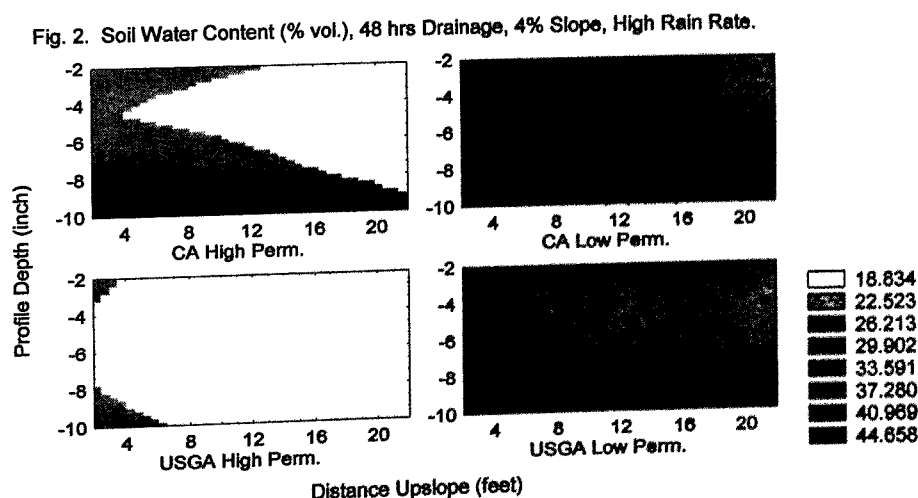 Fig. 2. Soil Water Content (% vol.), 48 hrs Drainage, 4% Slope, High Rain Rate.
Profile Depth (inch)
-2
-4
-6
-8
-10
4 8 12 16 20
CA High Perm.
-2
-4
-6
-8
-10
4 8 12 16 20
CA Low Perm.
-2
-4
-6
-8
-10
4 8 12 16 20
USGA High Perm.
-2
-4
-6
-8
-10
4 8 12 16 20
USGA Low Perm.
18.834
22.523
26.213
29.902
33.591
37.280
40.969
44.658
Distance Upslope (feet)